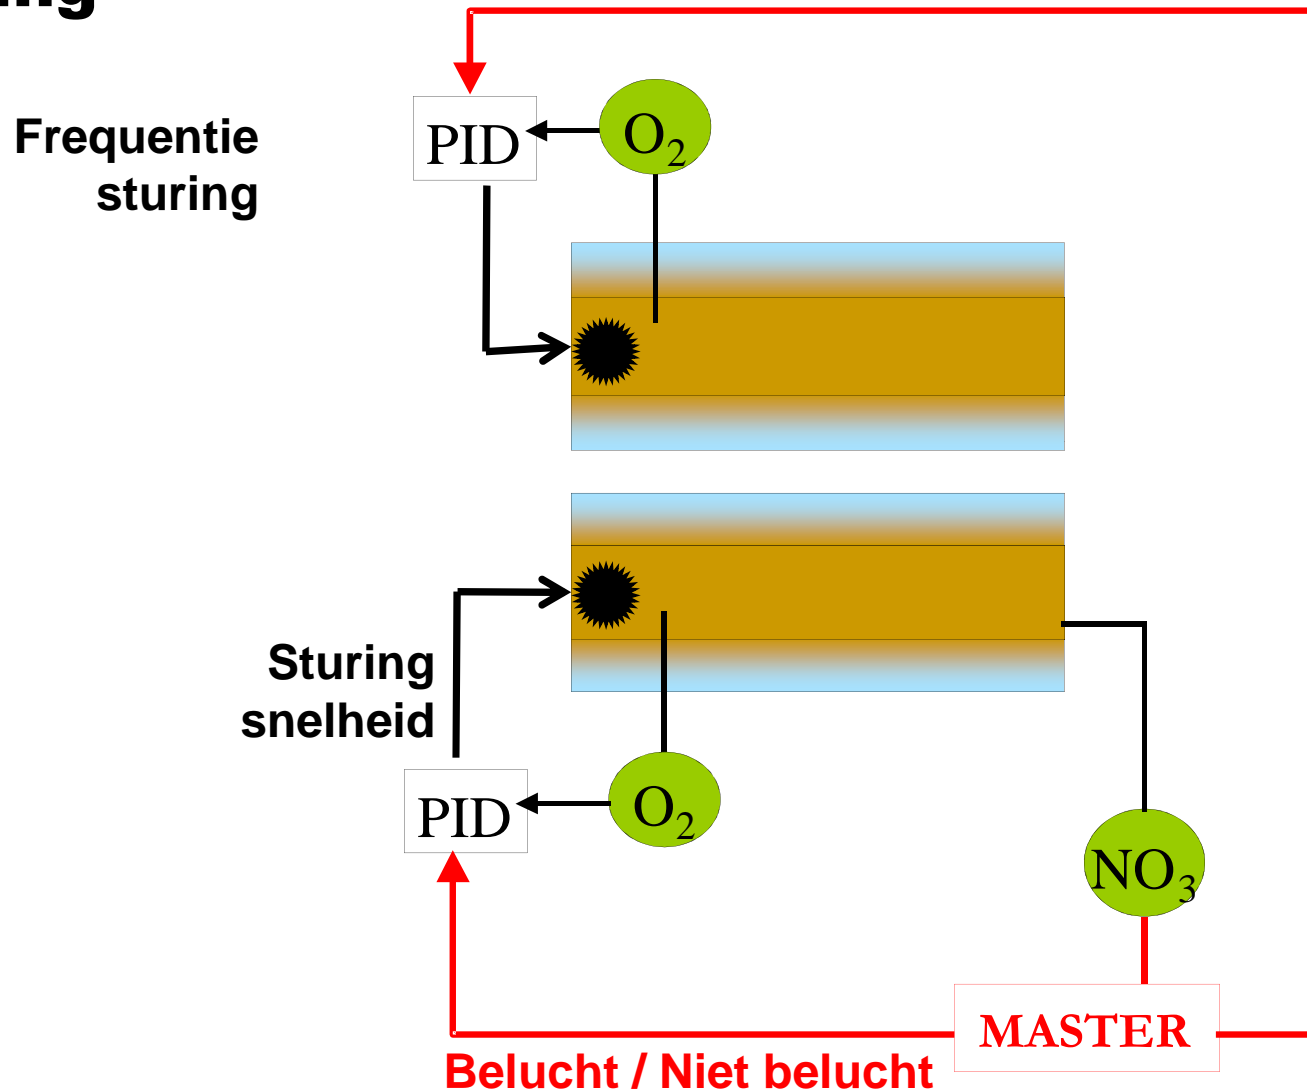 PID
O₂
Frequentie
sturing
Sturing
snelheid
PID
O₂
NO₃
MASTER
Belucht / Niet belucht